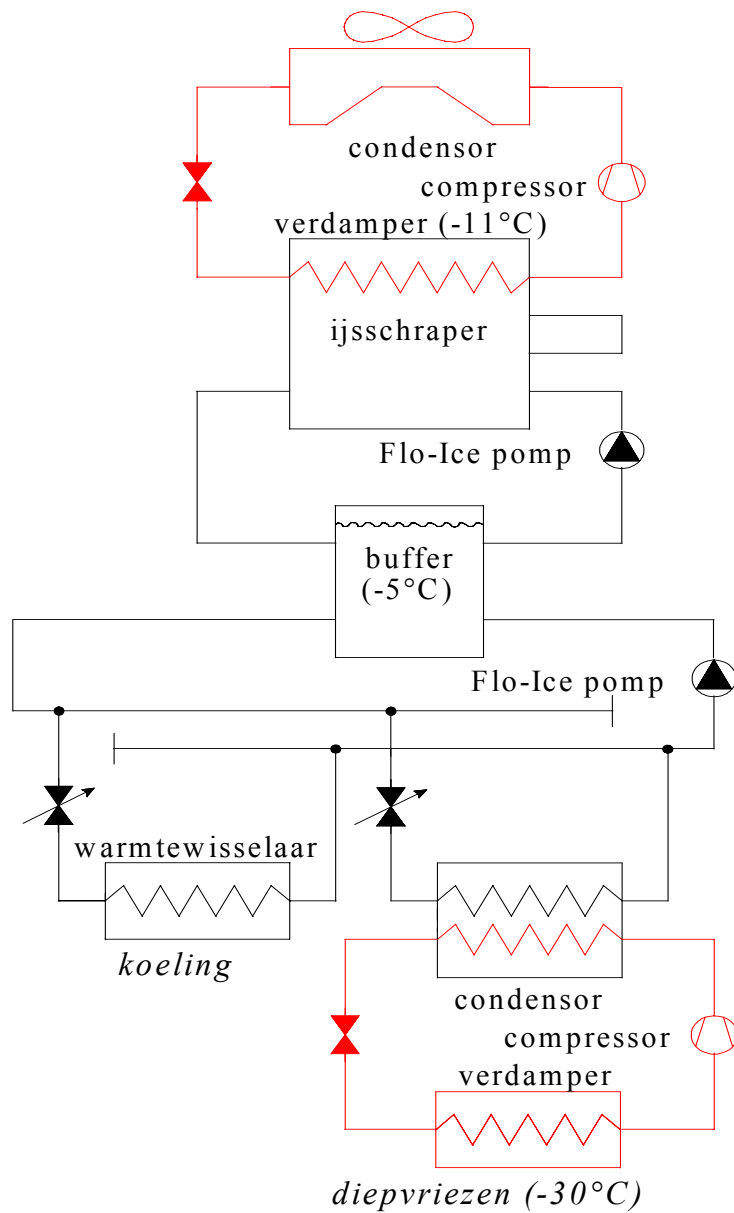 condensor
compressor
verdamper (-11°C)
ijsschraper
Flo-Ice pomp
buffer
(-5°C)
Flo-Ice pomp
warmtewisselaar
koeling
condensor
compressor
verdamper
diepvriezen (-30°C)